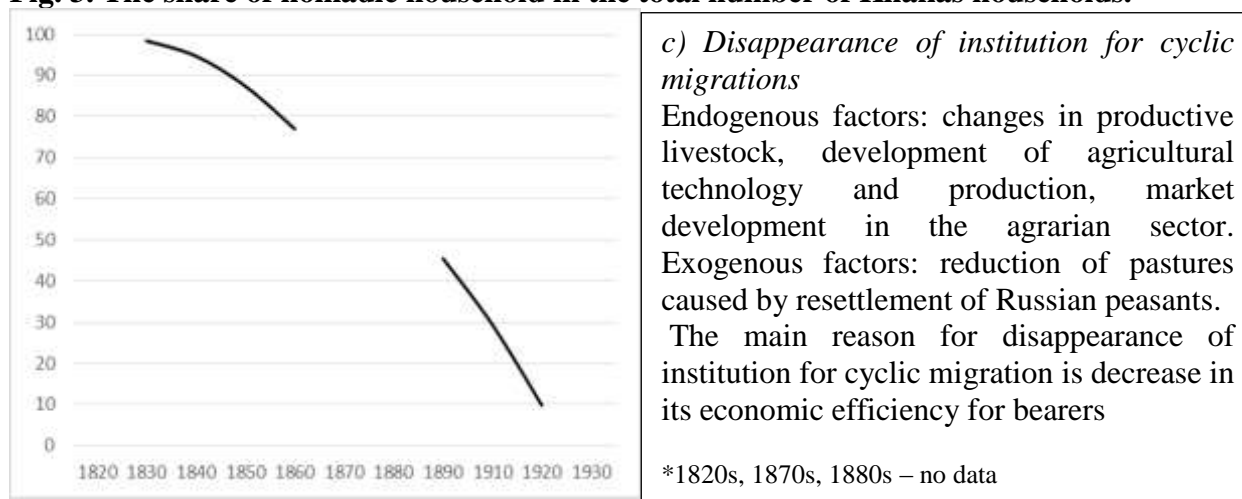 Fig. The share of nomadic household in the total number of households.
100
90
80
70
60
50
40
30
20
10
0
1820 1830 1840 1850 1860 1870 1880 1890 1910 1920 1930
c) Disappearance of institution for cyclic
migrations
Endogenous factors: changes in productive
livestock, development of agricultural
technology and production, market
development in the agrarian sector.
Exogenous factors: reduction of pastures
caused by resettlement of Russian peasants.
The main reason for disappearance of
institution for cyclic migration is decrease in
its economic efficiency for bearers
*1820s, 1870s, 1880s – no data